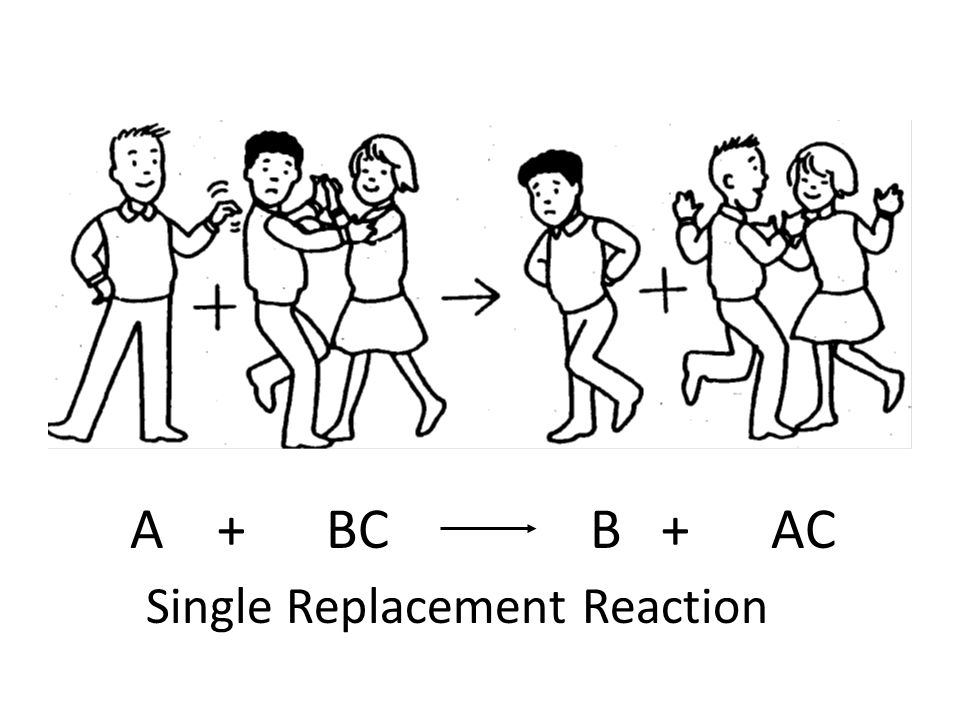 + → +
A + BC → B + AC
Single Replacement Reaction